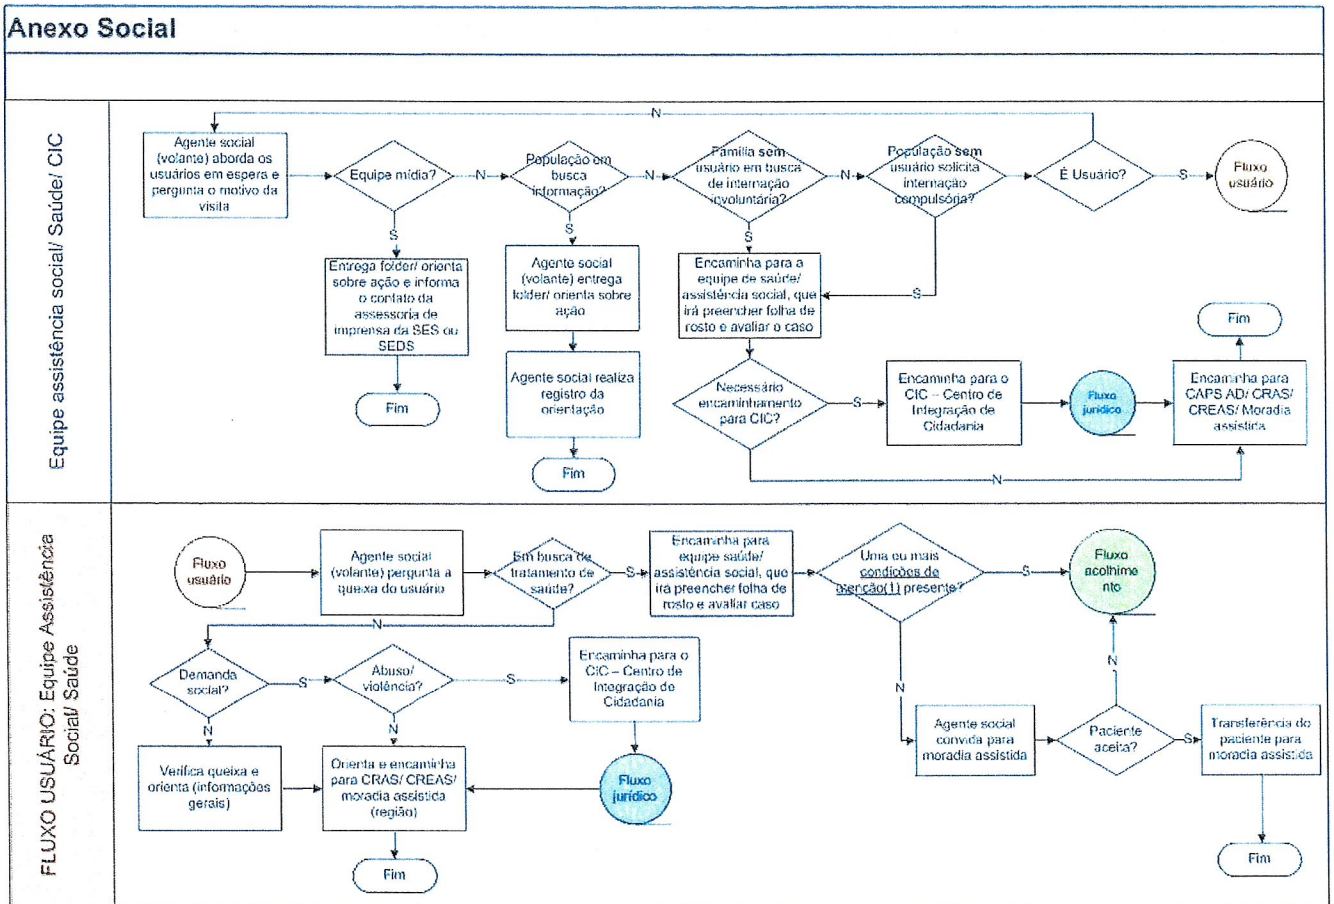 Anexo Social
Equipe assistência social/ Saúde/ CIC
N
Agente social
(volante) aborda os
usuários em espera e
pergunta o motivo da
visita
Equipe mídia?
N
População em
busca
informação?
N
Família sem
usuário em busca
de internação
involuntária?
N
População sem
usuário solicita
internação
compulsória?
É Usuário?
S
Fluxo
usuário
S
S
S
S
Entrega folder/ orienta
sobre ação e informa
o contato da
assessoria de
imprensa da SES ou
SEDS
Fim
Agente social
(volante) entrega
folder/ orienta sobre
ação
Agente social realiza
registro da
orientação
Fim
Encaminha para a
equipe de saúde/
assistência social, que
irá preencher folha de
rosto e avaliar o caso
Necessário
encaminhamento
para CIC?
S
Encaminha para o
CIC – Centro de
Integração de
Cidadania
Fluxo
jurídico
Encaminha para
CAPS AD/ CRAS/
CREAS/ Moradia
assistida
Fim
N
FLUXO USUÁRIO: Equipe Assistência
Social/ Saúde
Fluxo
usuário
Agente social
(volante) pergunta a
queixa do usuário
Em busca de
tratamento de
saúde?
S
Encaminha para
equipe saúde/
assistência social, que
irá preencher folha de
rosto e avaliar caso
Uma ou mais
condições de
atenção(1) presente?
S
Fluxo
acolhime
nto
N
Demanda
social?
S
Abuso/
violência?
S
Encaminha para o
CIC – Centro de
Integração de
Cidadania
N
N
N
N
Agente social
convida para
moradia assistida
Paciente
aceita?
S
Transferência do
paciente para
moradia assistida
Verifica queixa e
orienta (informações
gerais)
Orienta e encaminha
para CRAS/ CREAS/
moradia assistida
(região)
Fluxo
jurídico
Fim
Fim